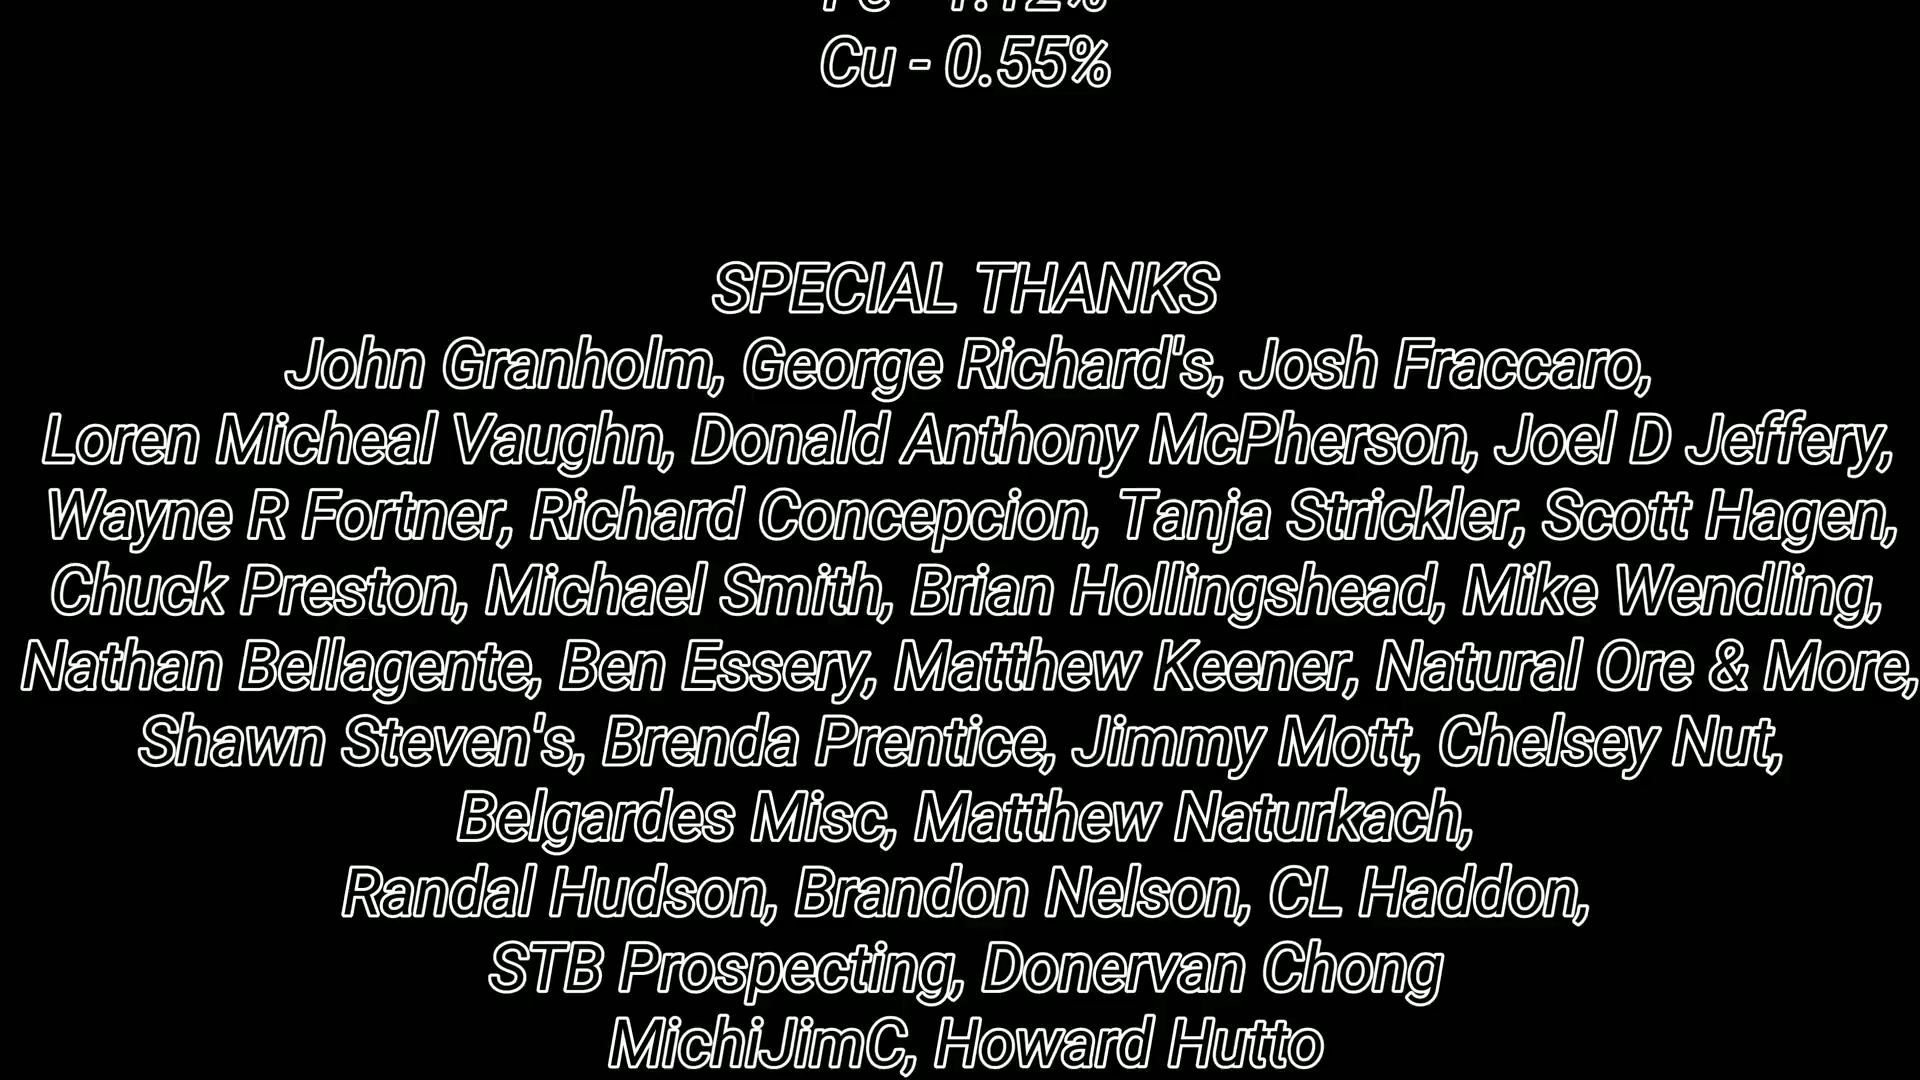 Cu - 0.55%
SPECIAL THANKS
John Granholm, George Richard's, Josh Fraccaro,
Loren Micheal Vaughn, Donald Anthony McPherson, Joel D Jeffery,
Wayne R Fortner, Richard Concepcion, Tanja Strickler, Scott Hagen,
Chuck Preston, Michael Smith, Brian Hollingshead, Mike Wendling,
Nathan Bellagente, Ben Essery, Matthew Keener, Natural Ore & More,
Shawn Steven's, Brenda Prentice, Jimmy Mott, Chelsey Nut,
Belgardes Misc, Matthew Naturkach,
Randal Hudson, Brandon Nelson, CL Haddon,
STB Prospecting, Donervan Chong
MichiJimC, Howard Hutto